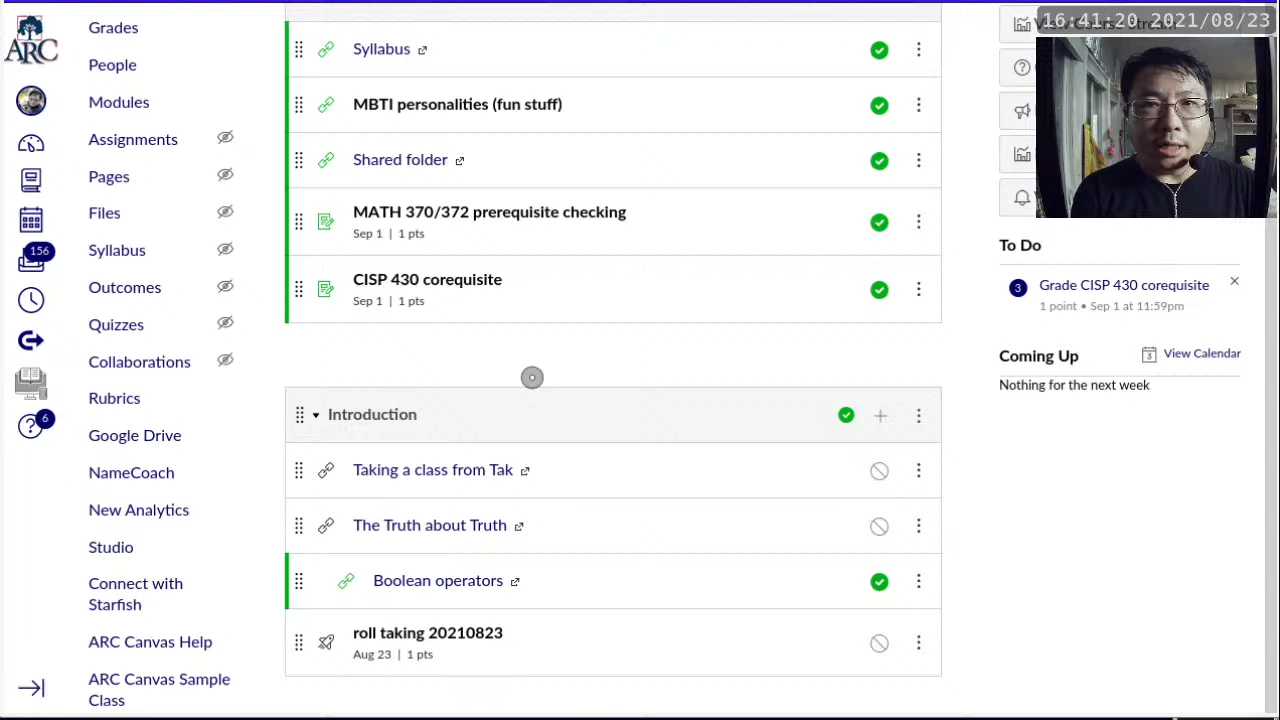 16:41:20 2021/08/23
ARC
156
6
Grades
People
Modules
Assignments
Pages
Files
Syllabus
Outcomes
Quizzes
Collaborations
Rubrics
Google Drive
NameCoach
New Analytics
Studio
Connect with
Starfish
ARC Canvas Help
ARC Canvas Sample
Class
Syllabus
MBTI personalities (fun stuff)
Shared folder
MATH 370/372 prerequisite checking
Sep 1 | 1 pts
CISP 430 corequisite
Sep 1 | 1 pts
Introduction
Taking a class from Tak
The Truth about Truth
Boolean operators
roll taking 20210823
Aug 23 | 1 pts
View Course Stream
To Do
3 Grade CISP 430 corequisite
1 point • Sep 1 at 11:59pm
Coming Up
3 View Calendar
Nothing for the next week